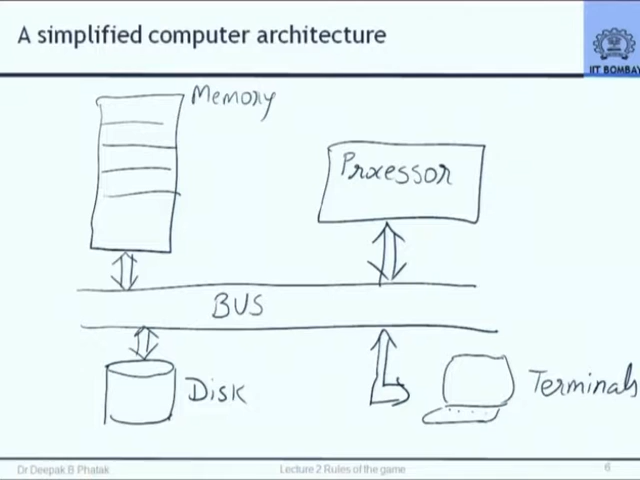 A simplified computer architecture
IIT BOMBAY
Memory
Processor
BUS
Disk
Terminals
Dr Deepak B Phatak
Lecture 2 Rules of the game
6